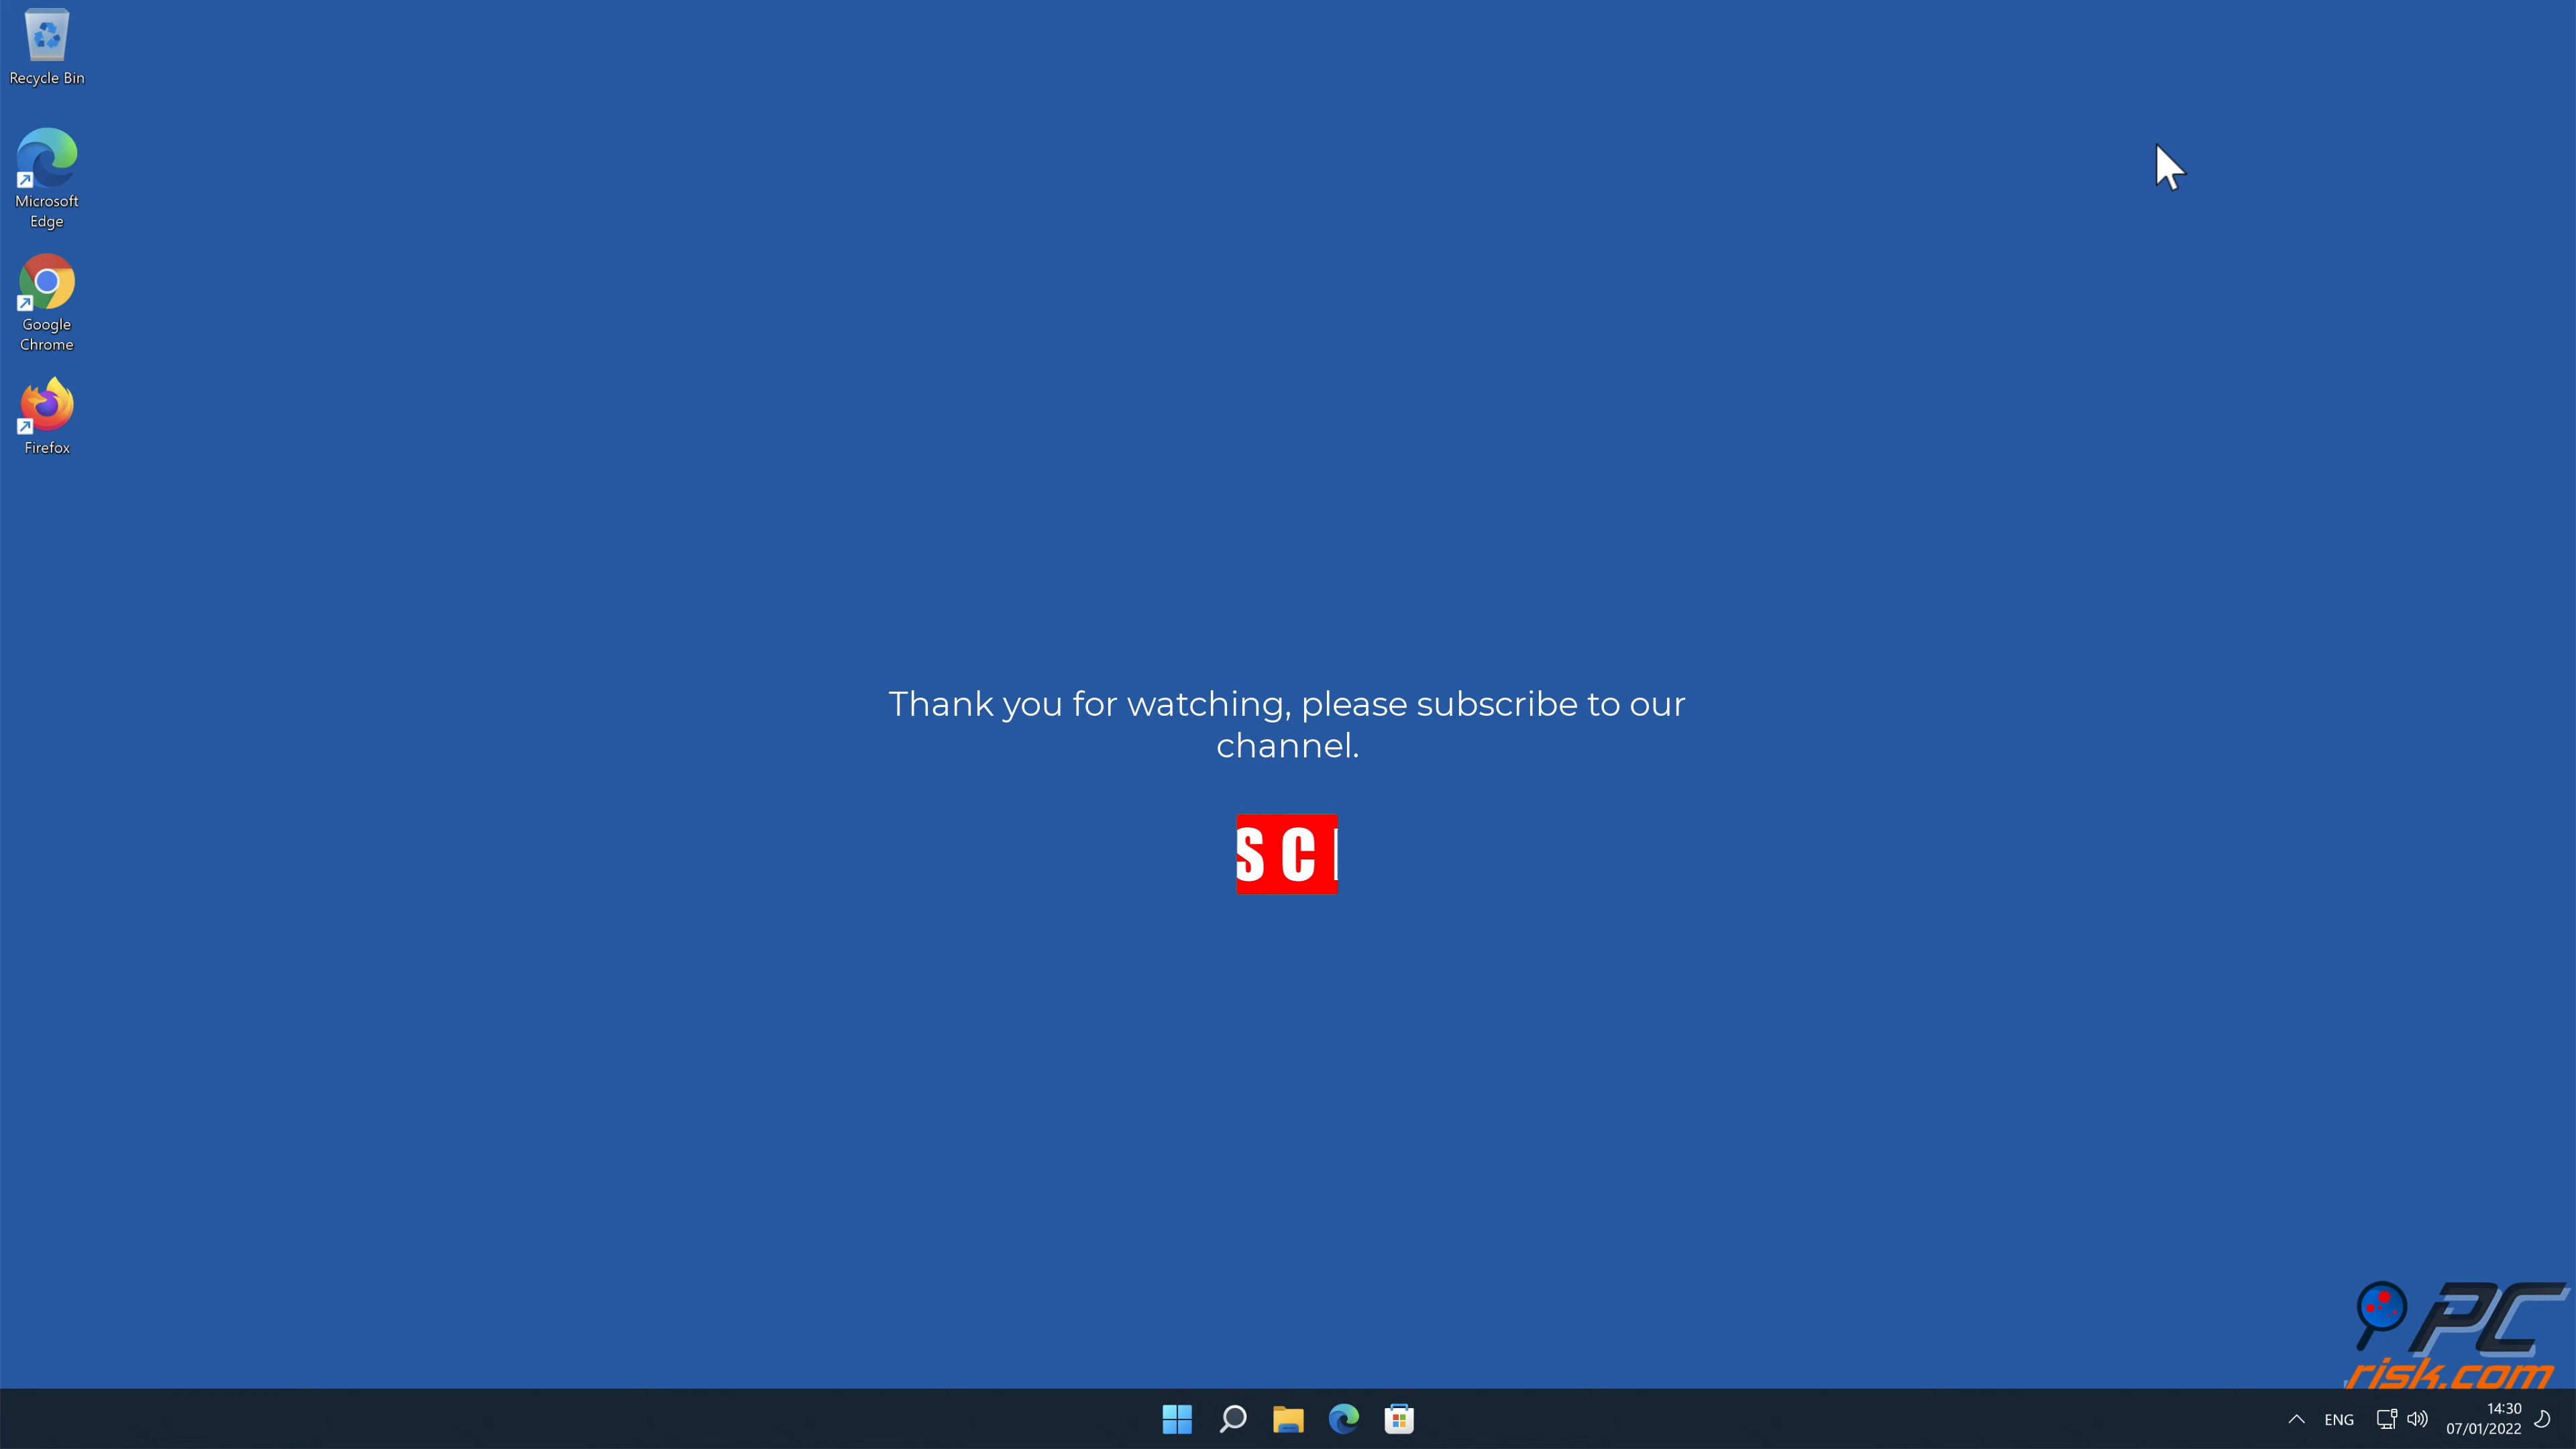 Recycle Bin
Microsoft
Edge
Google
Chrome
Firefox
Thank you for watching, please subscribe to our
channel.
SC
PC
risk.com
ENG
14:30
07/01/2022